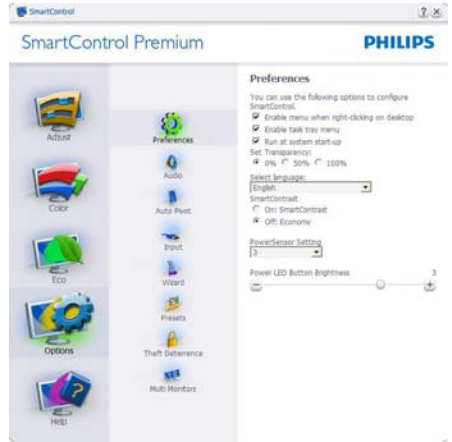 SmartControl
SmartControl Premium
PHILIPS
Adjust
Color
Eco
Options
Help
Preferences
Audio
Auto Pivot
Input
Wizard
Presets
Theft Deterrence
Multi Monitors
Preferences
You can use the following options to configure
SmartControl.
Enable menu when right-clicking on desktop
Enable task tray menu
Run at system start-up
Set Transparency:
0% 50% 100%
Select language:
English
SmartContrast
On: SmartContrast
Off: Economy
PowerSensor Setting
3
Power LED Button Brightness 3